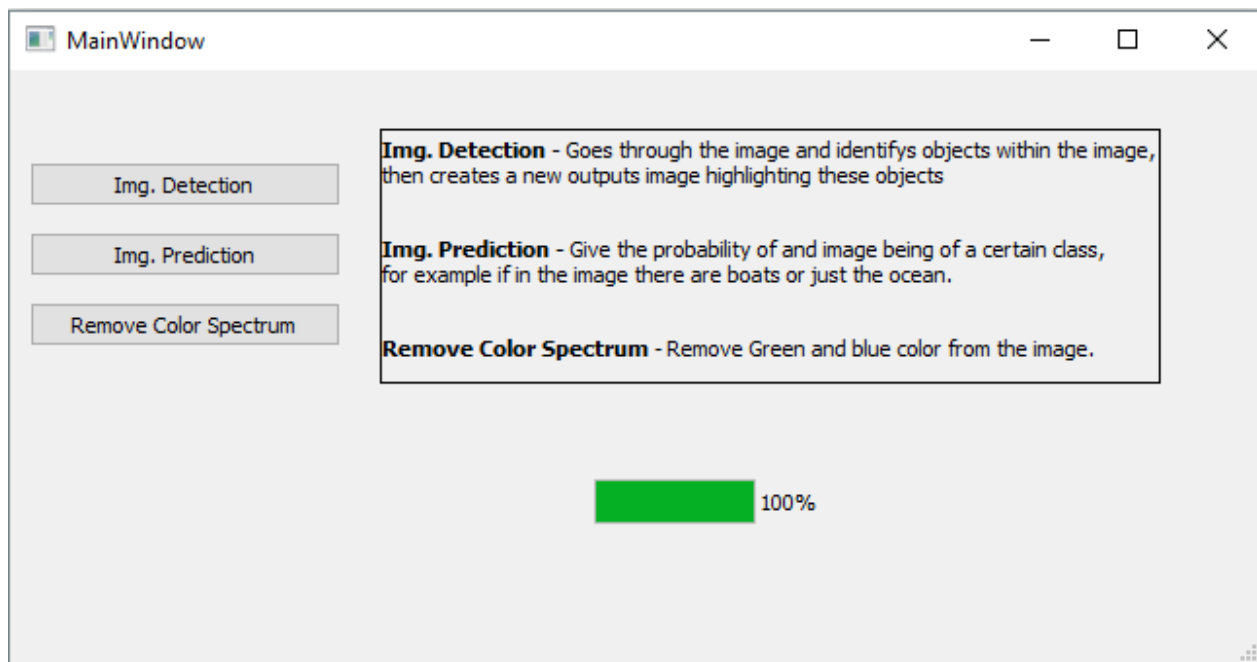 MainWindow
Img. Detection
Img. Prediction
Remove Color Spectrum
Img. Detection - Goes through the image and identifys objects within the image,
then creates a new outputs image highlighting these objects
Img. Prediction - Give the probability of and image being of a certain class,
for example if in the image there are boats or just the ocean.
Remove Color Spectrum - Remove Green and blue color from the image.
100%